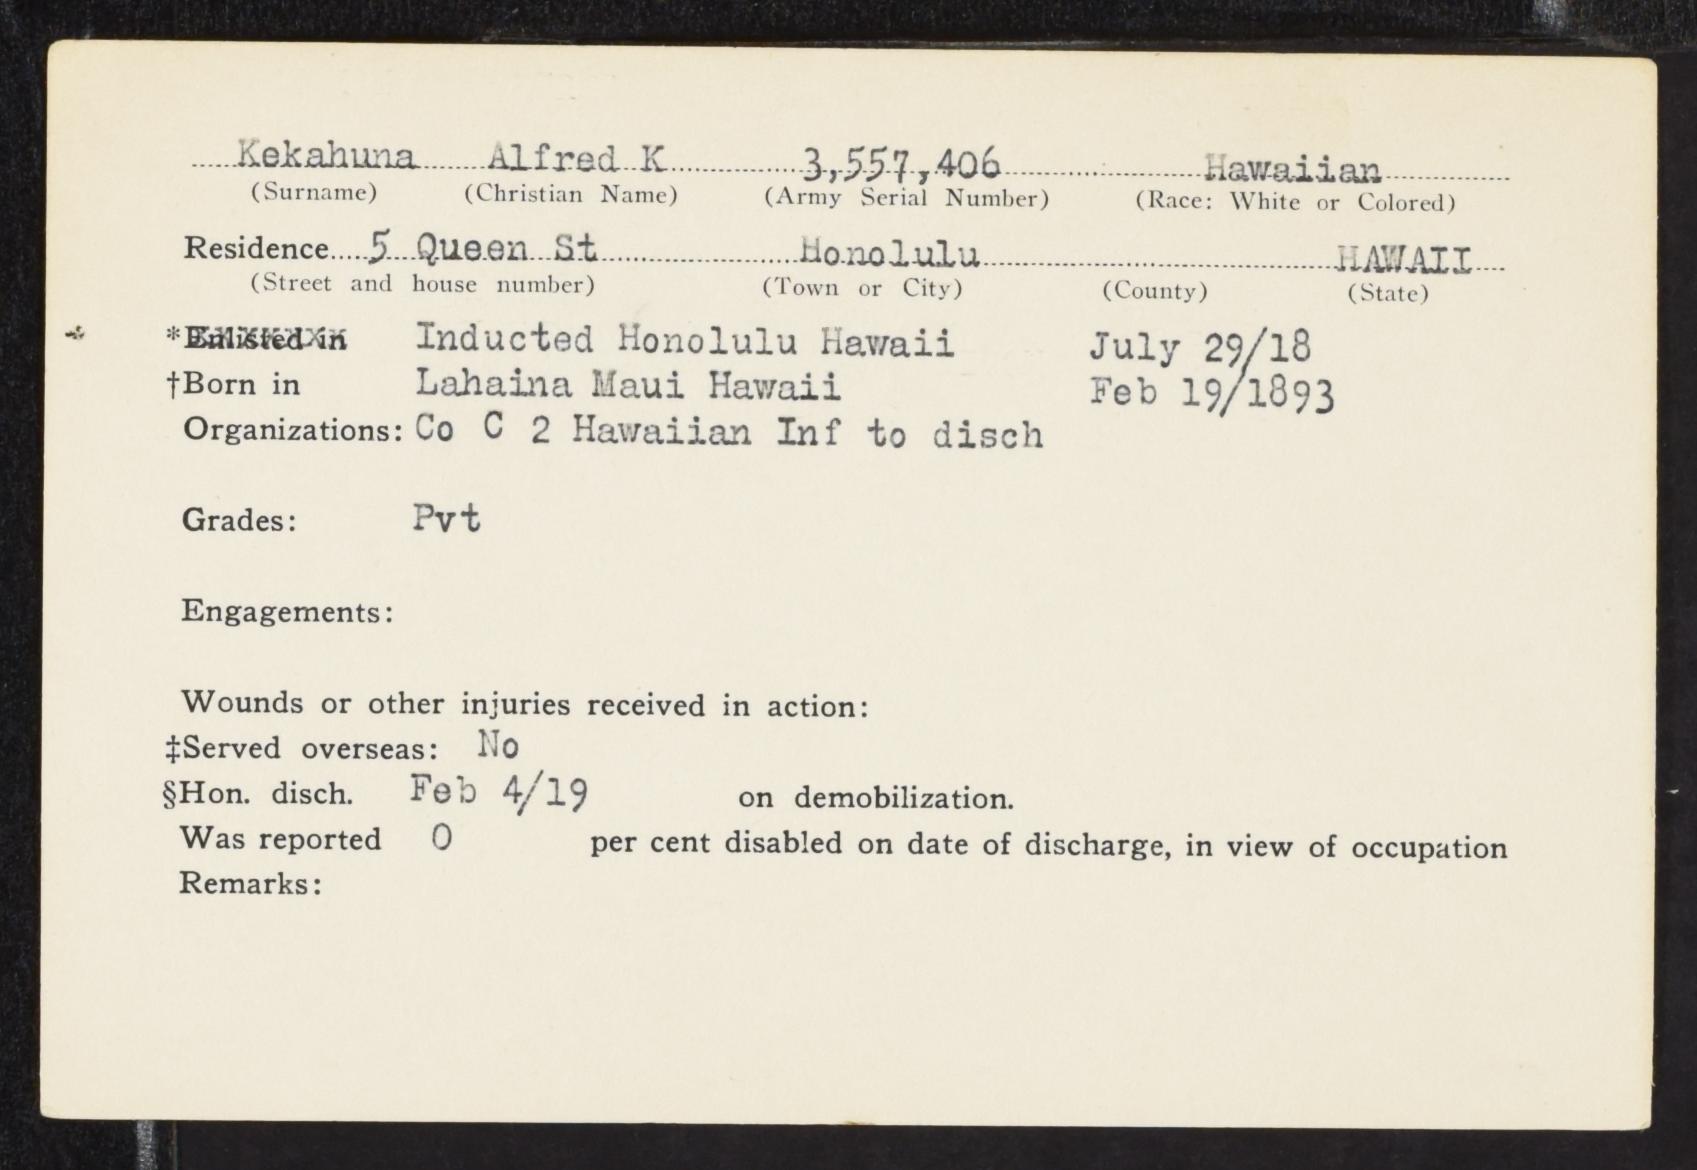 Kekahuna Alfred K 3,557,406 Hawaiian
(Surname) (Christian Name) (Army Serial Number) (Race: White or Colored)
Residence 5 Queen St Honolulu HAWAII
(Street and house number) (Town or City) (County) (State)
*Enlisted in Inducted Honolulu Hawaii July 29/18
†Born in Lahaina Maui Hawaii Feb 19/1893
Organizations: Co C 2 Hawaiian Inf to disch
Grades: Pvt
Engagements:
Wounds or other injuries received in action:
‡Served overseas: No
§Hon. disch. Feb 4/19 on demobilization.
Was reported 0 per cent disabled on date of discharge, in view of occupation
Remarks: